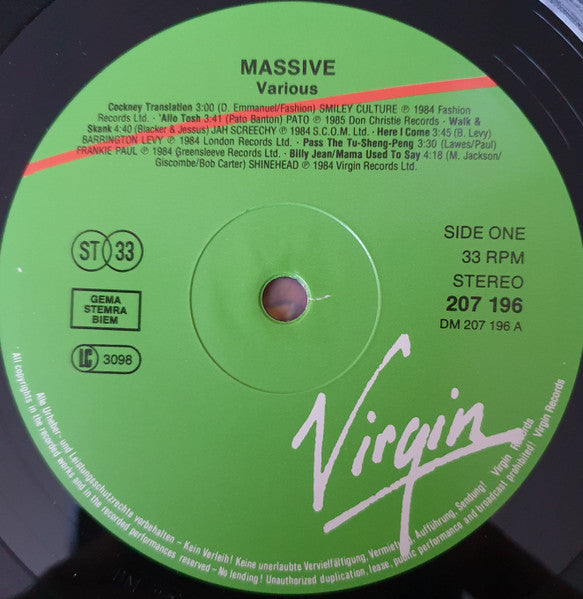 MASSIVE
Various
Cockney Translation 3:00 (D. Emmanuel/Fashion) SMILEY CULTURE ℗ 1984 Fashion
Records Ltd. · 'Allo Tosh 3:41 (Pato Banton) PATO ℗ 1985 Don Christie Records · Walk &
Skank 4:40 (Blacker & Jessus) JAH SCREECHY ℗ 1984 S.C.O.M. Ltd. · Here I Come 3:45 (B. Levy)
BARRINGTON LEVY ℗ 1984 London Records Ltd. · Pass The Tu-Sheng-Peng 3:30 (Lawes/Paul)
FRANKIE PAUL ℗ 1984 Greensleeve Records Ltd. · Billy Jean/Mama Used To Say 4:18 (M. Jackson/
Giscombe/Bob Carter) SHINEHEAD ℗ 1984 Virgin Records Ltd.
ST 33
GEMA
STEMRA
BIEM
LC 3098
SIDE ONE
33 RPM
STEREO
207 196
DM 207 196 A
Virgin
Alle Urheber- und Leistungsschutzrechte vorbehalten – Kein Verleih! Keine unerlaubte Vervielfältigung, Vermietung, Aufführung, Sendung! Virgin Records
All copyrights in the recorded works and in the recorded performances reserved – No lending! Unauthorized duplication, lease, public performance and broadcast prohibited! Virgin Records